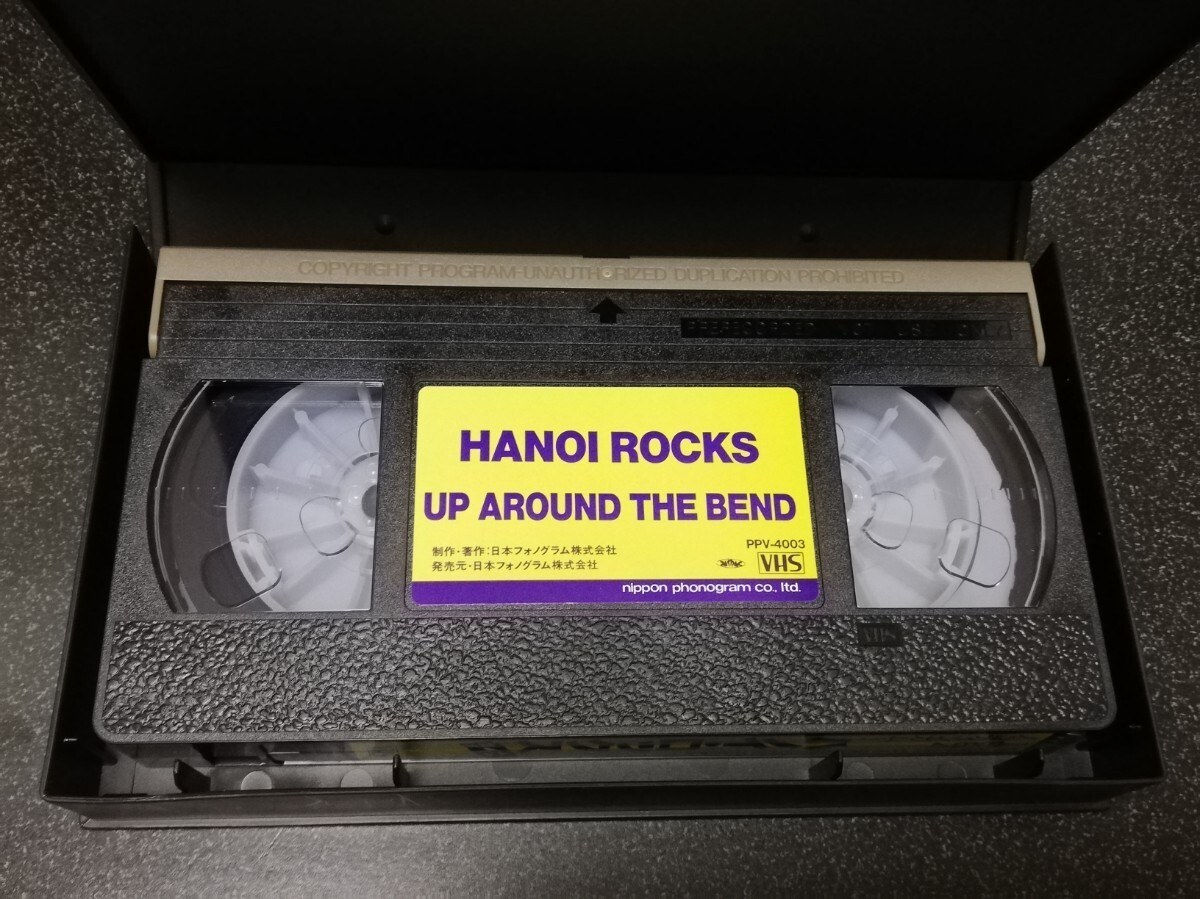 COPYRIGHT PROGRAM-UNAUTHORIZED DUPLICATION PROHIBITED
HANOI ROCKS
UP AROUND THE BEND
PPV-4003
制作・著作:日本フォノグラム株式会社
発売元・日本フォノグラム株式会社
VHS
nippon phonogram co., ltd.
VHS